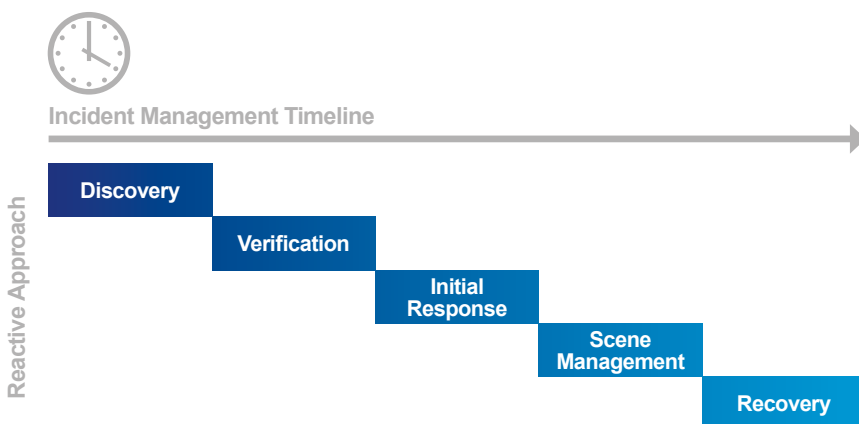 Incident Management Timeline
Reactive Approach
Discovery
Verification
Initial
Response
Scene
Management
Recovery